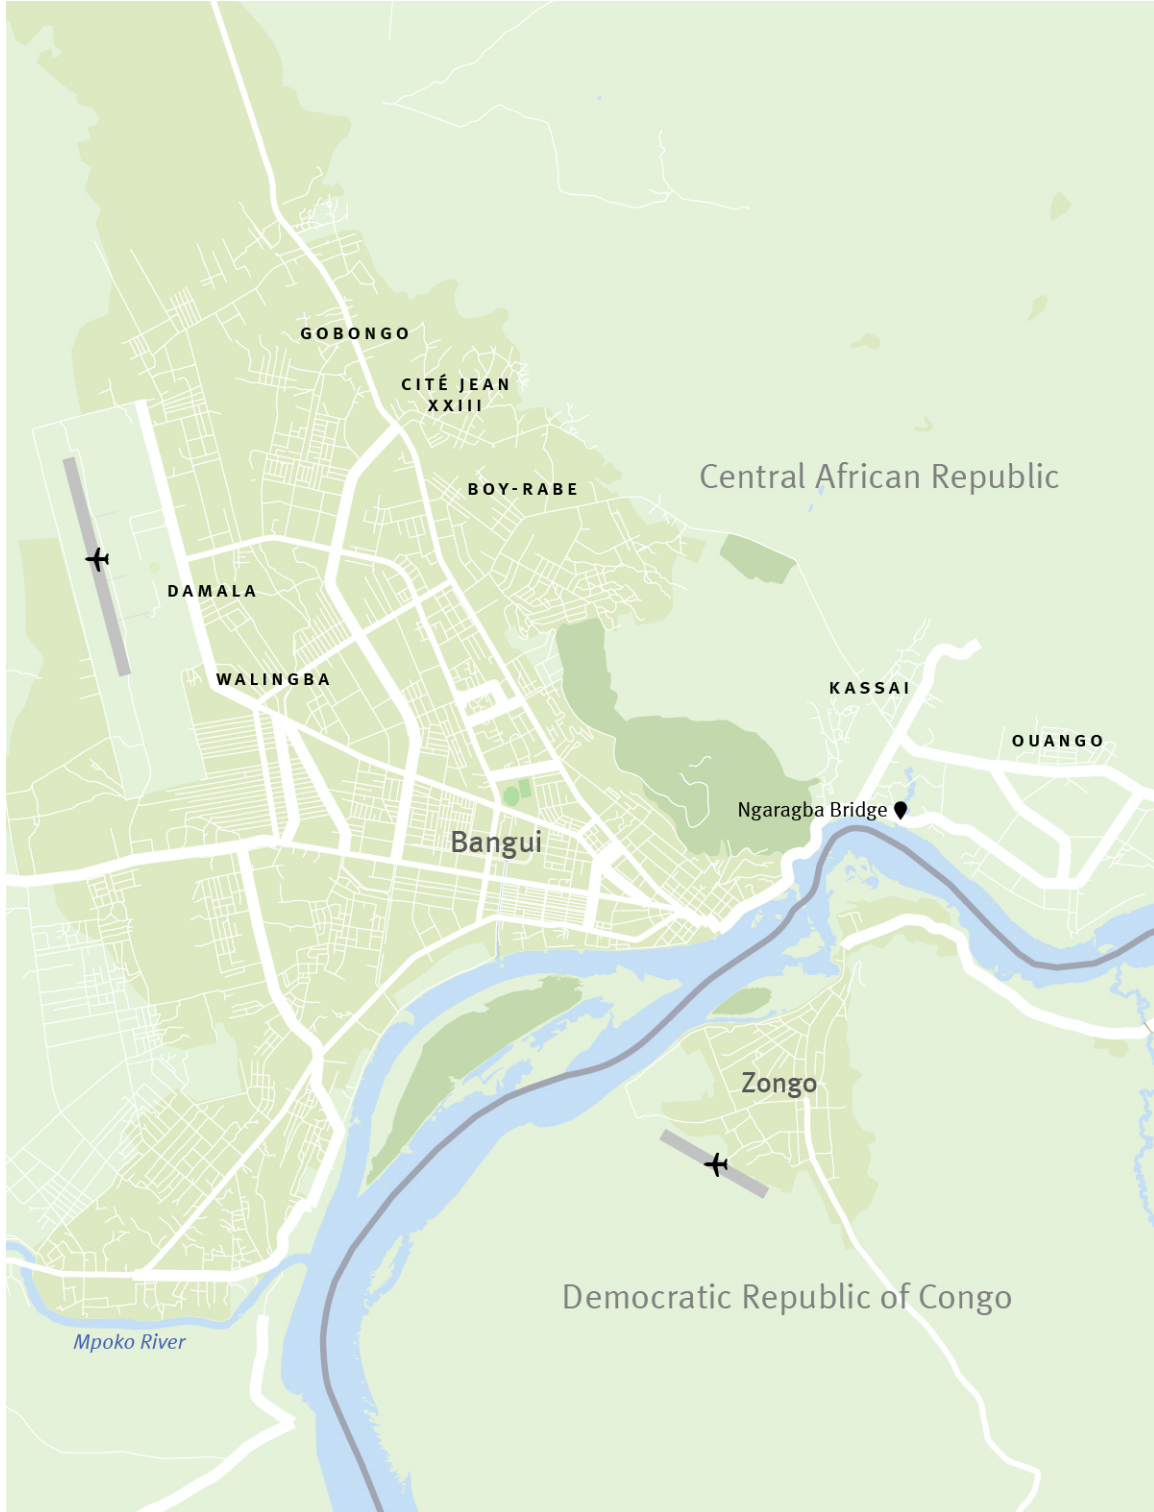 GOBONGO
CITÉ JEAN
XXIII
BOY-RABE
Central African Republic
DAMALA
WALINGBA
KASSAI
OUANGO
Ngaragba Bridge
Bangui
Zongo
Democratic Republic of Congo
Mpoko River